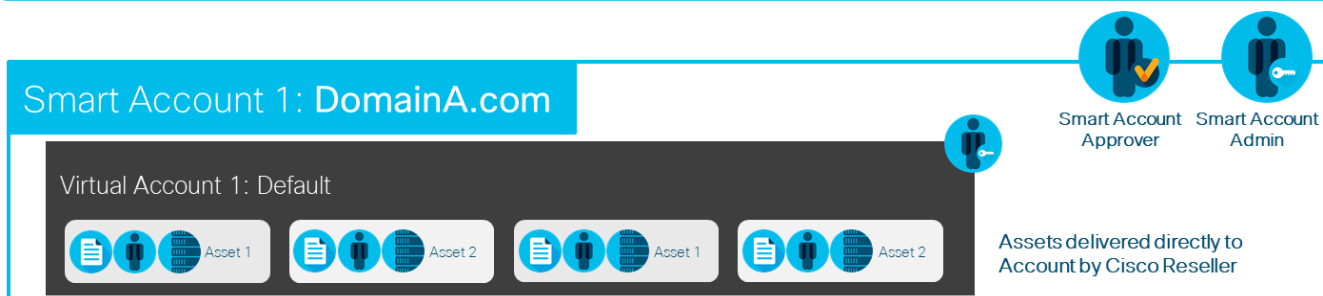 Smart Account 1: DomainA.com
Smart Account
Approver
Smart Account
Admin
Virtual Account 1: Default
Asset 1
Asset 2
Asset 1
Asset 2
Assets delivered directly to
Account by Cisco Reseller